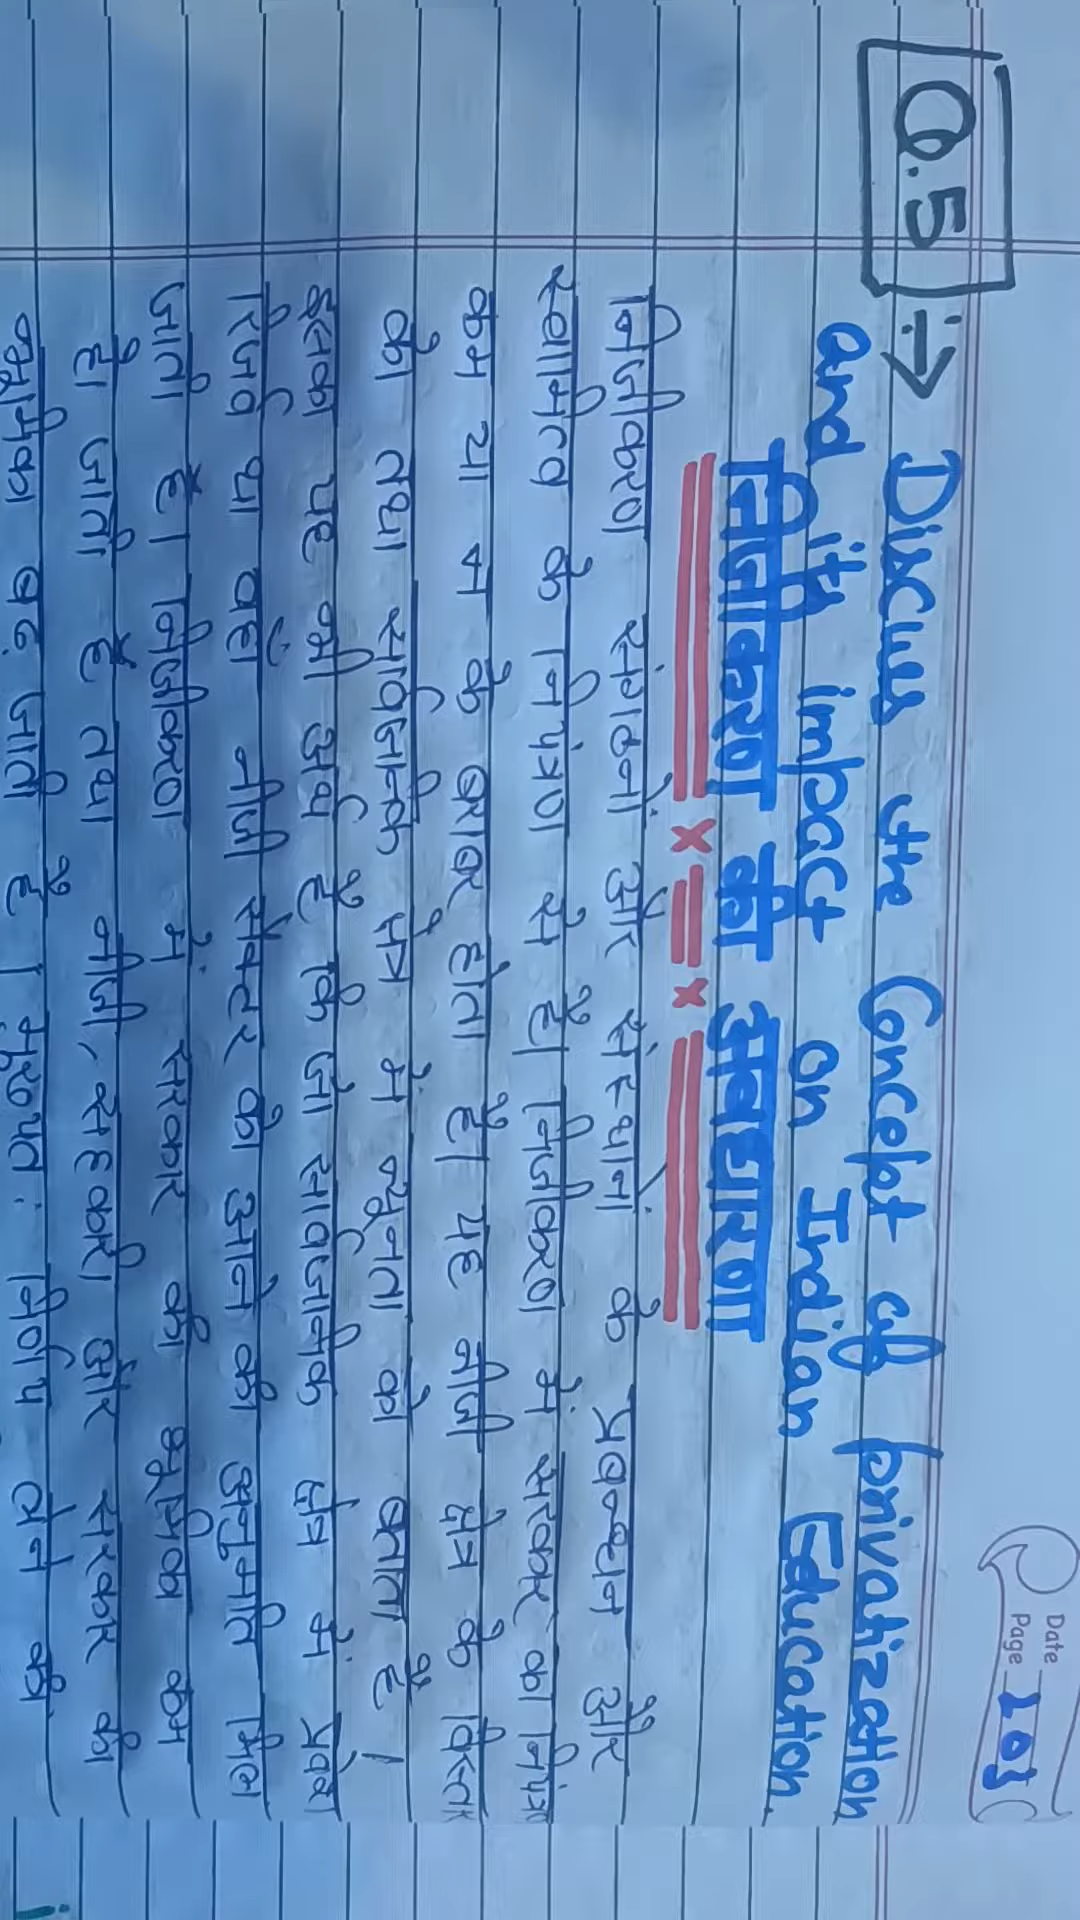 Date
Page 103
Q.5 :→ Discuss the Concept of privatization
and its impact on Indian Education.
निजीकरण की अवधारणा
निजीकरण संगठनों और संस्थानों के प्रबन्धन और
स्वामित्व के नियंत्रण से है। निजीकरण में सरकार का नियंत्रण
कम या न के बराबर होता है। यह नीजी क्षेत्र के विस्तार
को तथा सार्वजनिक क्षेत्र में न्यूनता को बनाता है।
इसका यह भी अर्थ है कि जो सार्वजनिक क्षेत्र में प्रवेश
रिजर्व था वहाँ नीजी सेक्टर को आने की अनुमति मिल
जाती है। निजीकरण में सरकार की भूमिका कम
हो जाती है तथा नीजी, सहकारी और सरकार की
भूमिका बढ़ जाती है। मुख्यतः निर्णय लेने की